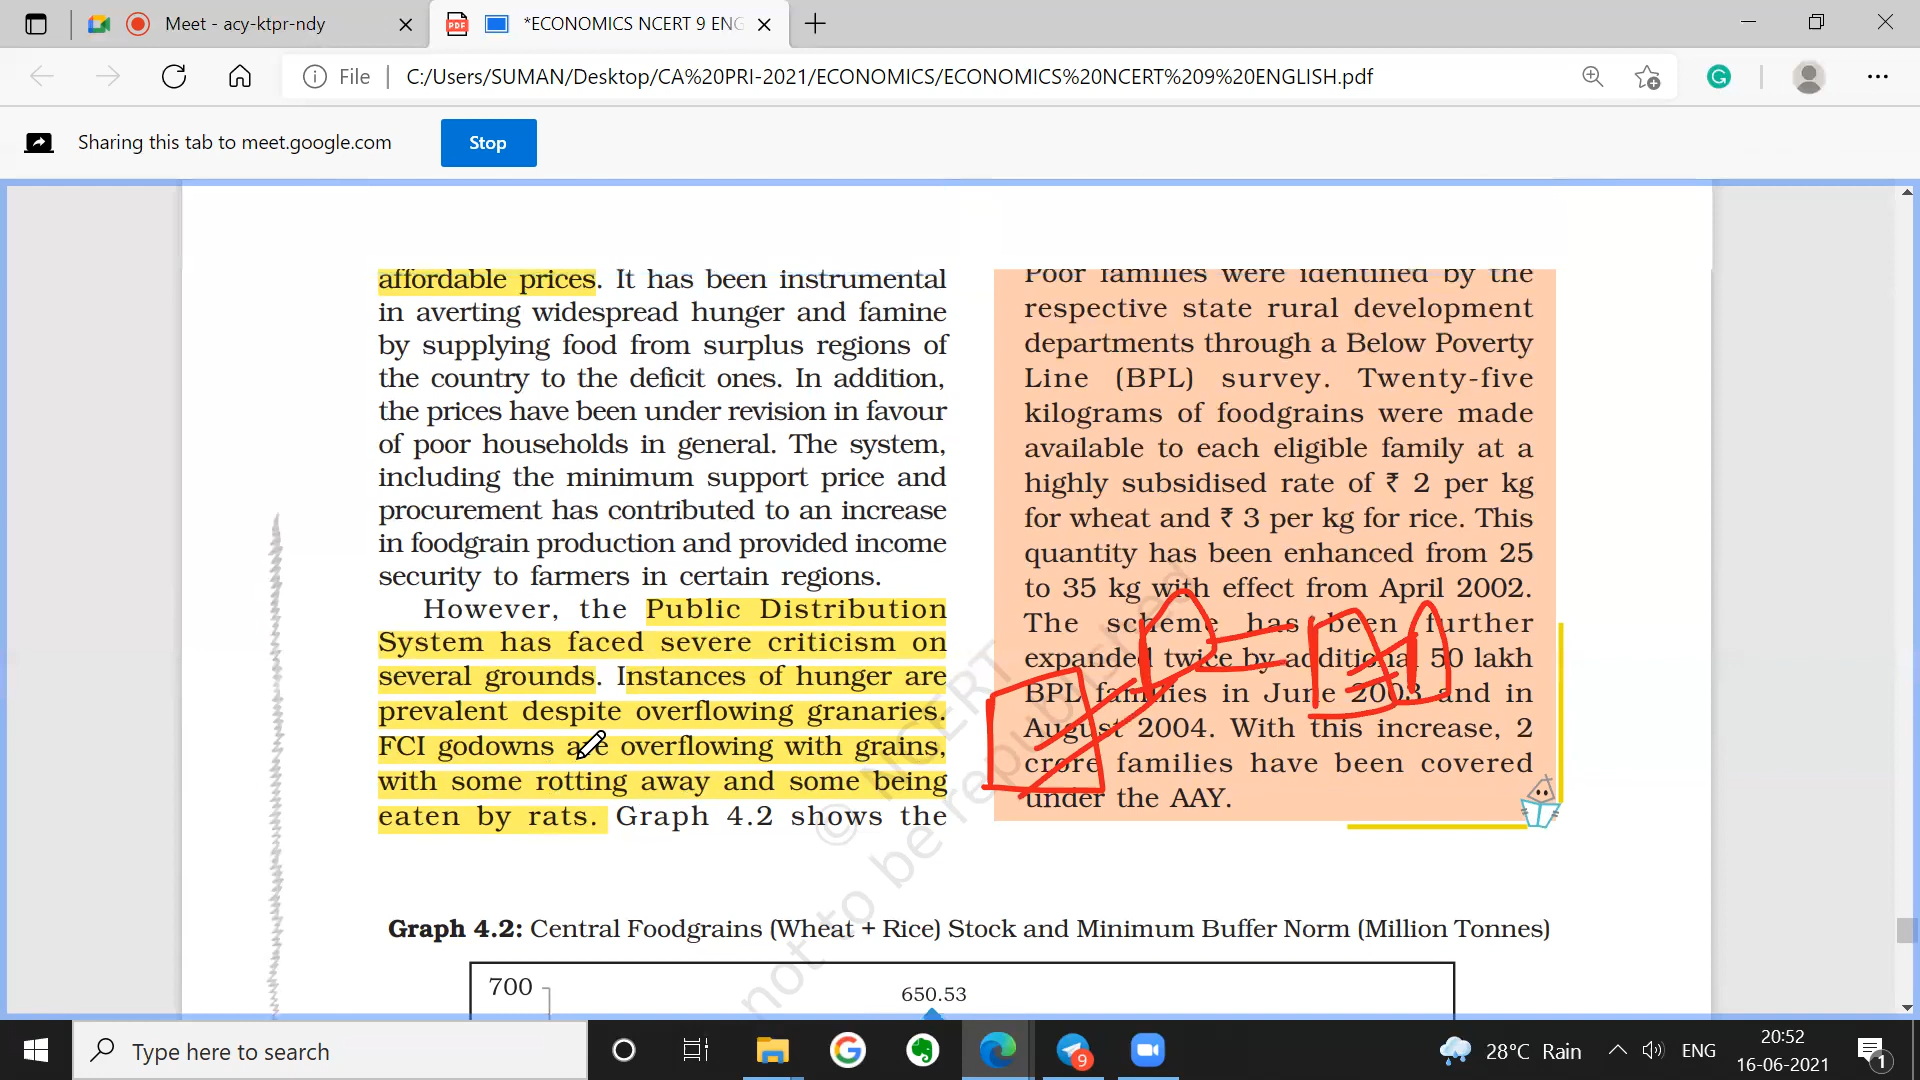 Meet - acy-ktpr-ndy
*ECONOMICS NCERT 9 ENG
File
C:/Users/SUMAN/Desktop/CA%20PRI-2021/ECONOMICS/ECONOMICS%20NCERT%209%20ENGLISH.pdf
Sharing this tab to meet.google.com
Stop
affordable prices. It has been instrumental
in averting widespread hunger and famine
by supplying food from surplus regions of
the country to the deficit ones. In addition,
the prices have been under revision in favour
of poor households in general. The system,
including the minimum support price and
procurement has contributed to an increase
in foodgrain production and provided income
security to farmers in certain regions.
However, the Public Distribution
System has faced severe criticism on
several grounds. Instances of hunger are
prevalent despite overflowing granaries.
FCI godowns are overflowing with grains,
with some rotting away and some being
eaten by rats. Graph 4.2 shows the
Poor families were identified by the
respective state rural development
departments through a Below Poverty
Line (BPL) survey. Twenty-five
kilograms of foodgrains were made
available to each eligible family at a
highly subsidised rate of ₹ 2 per kg
for wheat and ₹ 3 per kg for rice. This
quantity has been enhanced from 25
to 35 kg with effect from April 2002.
The scheme has been further
expanded twice by additional 50 lakh
BPL families in June 2003 and in
August 2004. With this increase, 2
crore families have been covered
under the AAY.
© NCERT
not to be republished
Graph 4.2: Central Foodgrains (Wheat + Rice) Stock and Minimum Buffer Norm (Million Tonnes)
700
650.53
Type here to search
9
28°C Rain
ENG
20:52
16-06-2021
1